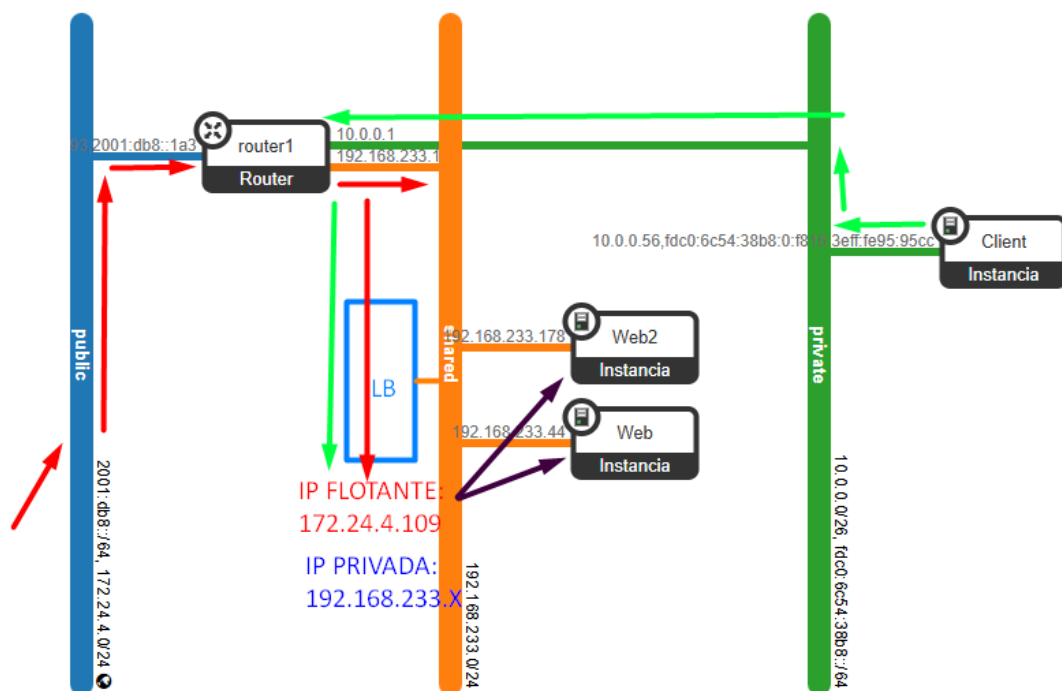 10.0.0.1
93,2001:db8::1a3
router1
192.168.233.1
Router
10.0.0.56,fdc0:6c54:38b8:0:f816:3eff:fe95:95cc
Client
Instancia
public
shared
private
192.168.233.178
Web2
Instancia
LB
192.168.233.44
Web
Instancia
2001:db8::/64, 172.24.4.0/24
IP FLOTANTE:
172.24.4.109
IP PRIVADA:
192.168.233.X
192.168.233.0/24
10.0.0.0/26, fdc0:6c54:38b8::/64